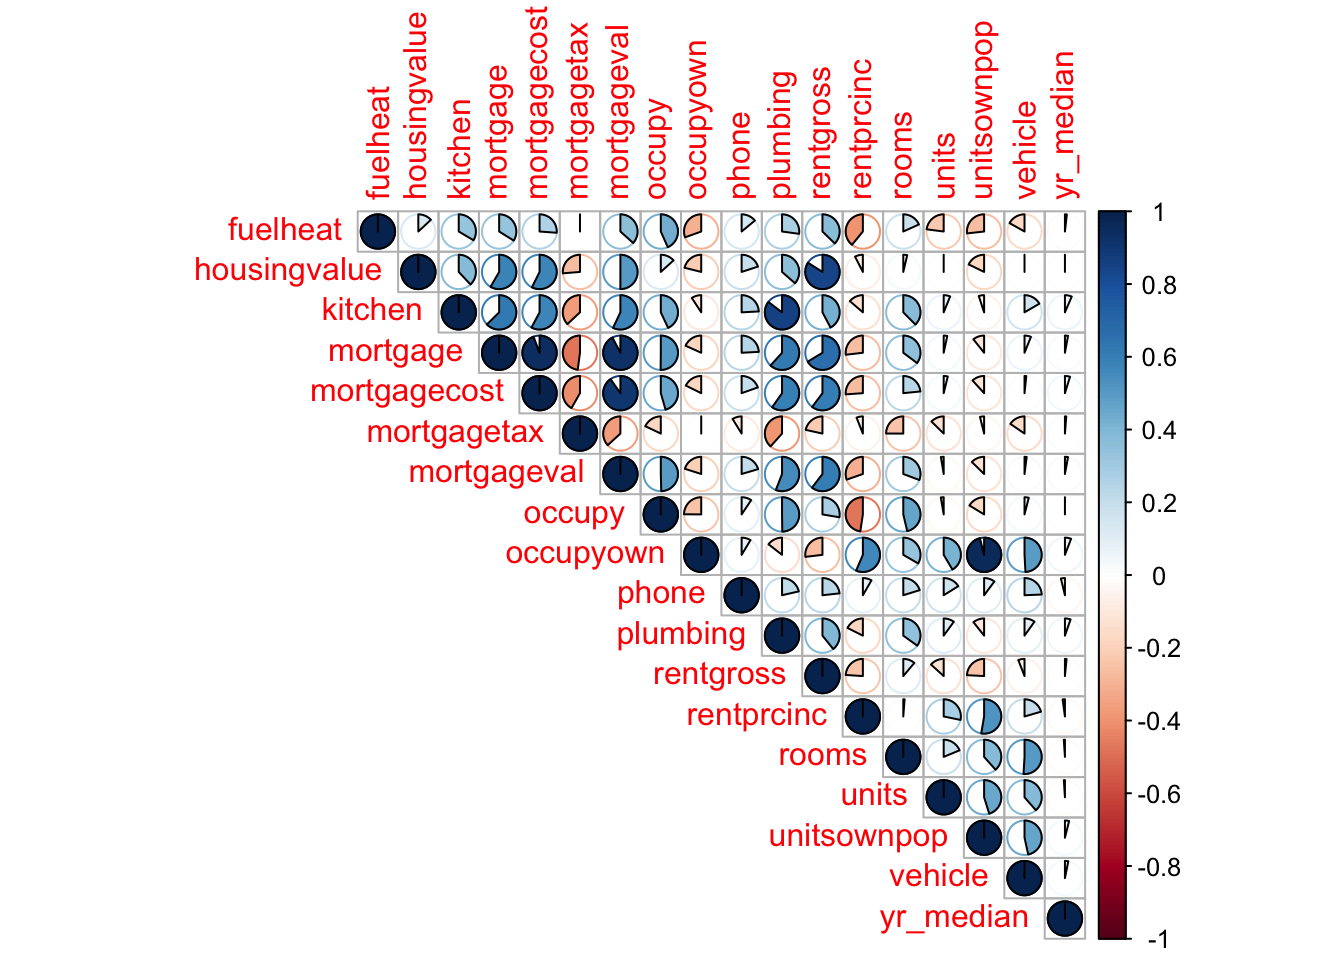 fuelheat
housingvalue
kitchen
mortgage
mortgagecost
mortgagetax
mortgageval
occupy
occupyown
phone
plumbing
rentgross
rentprcinc
rooms
units
unitsownpop
vehicle
yr_median
fuelheat
housingvalue
kitchen
mortgage
mortgagecost
mortgagetax
mortgageval
occupy
occupyown
phone
plumbing
rentgross
rentprcinc
rooms
units
unitsownpop
vehicle
yr_median
1
0.8
0.6
0.4
0.2
0
-0.2
-0.4
-0.6
-0.8
-1